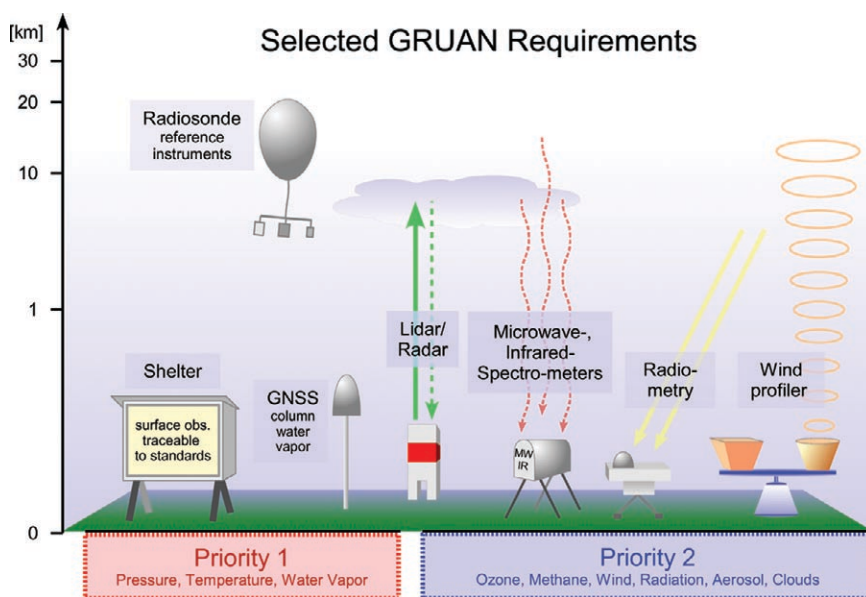 Selected GRUAN Requirements
[km]
30
20
10
1
0
Radiosonde
reference
instruments
Shelter
surface obs.
traceable
to standards
GNSS
column
water
vapor
Lidar/
Radar
Microwave-,
Infrared-
Spectro-meters
MW
IR
Radio-
metry
Wind
profiler
Priority 1
Pressure, Temperature, Water Vapor
Priority 2
Ozone, Methane, Wind, Radiation, Aerosol, Clouds